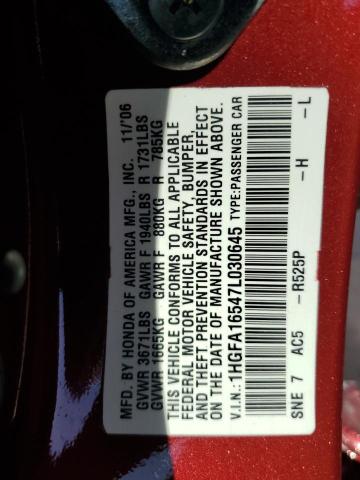 MFD. BY HONDA OF AMERICA MFG., INC. 11/'06
GVWR 3671LBS GAWR F 1940LBS R 1731LBS
GVWR 1665KG GAWR F 880KG R 785KG
THIS VEHICLE CONFORMS TO ALL APPLICABLE
FEDERAL MOTOR VEHICLE SAFETY, BUMPER,
AND THEFT PREVENTION STANDARDS IN EFFECT
ON THE DATE OF MANUFACTURE SHOWN ABOVE.
V.I.N.: 1HGFA16547L030645 TYPE:PASSENGER CAR
SNE 7 AC5 -R525P -H -L